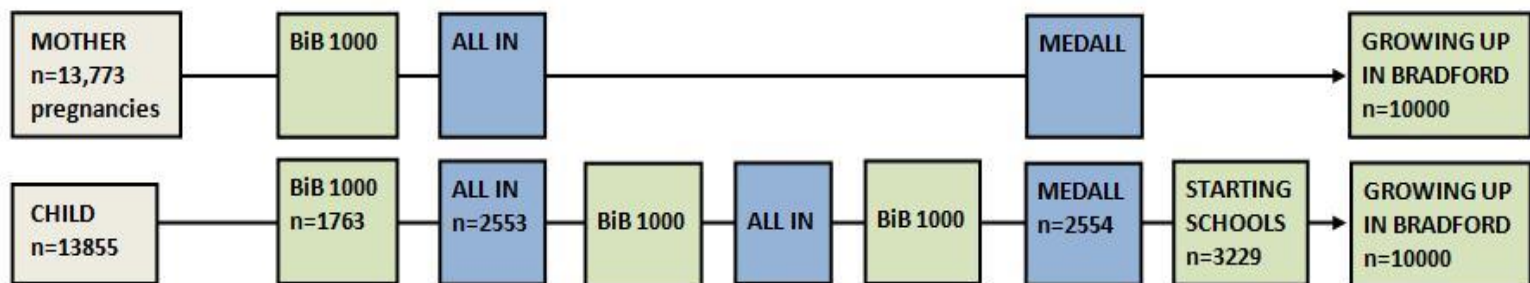 MOTHER
n=13,773
pregnancies
BiB 1000
ALL IN
MEDALL
GROWING UP
IN BRADFORD
n=10000
CHILD
n=13855
BiB 1000
n=1763
ALL IN
n=2553
BiB 1000
ALL IN
BiB 1000
MEDALL
n=2554
STARTING
SCHOOLS
n=3229
GROWING UP
IN BRADFORD
n=10000